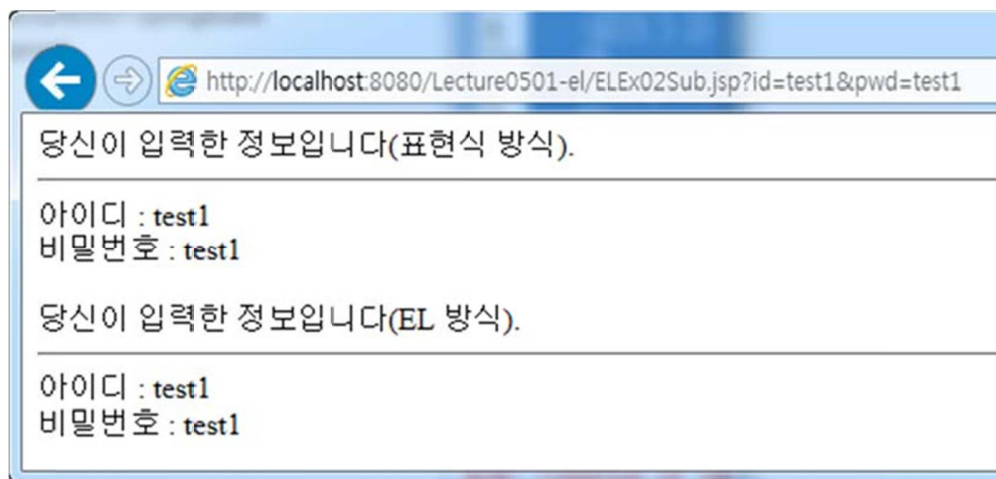 http://localhost:8080/Lecture0501-el/ELEx02Sub.jsp?id=test1&pwd=test1
당신이 입력한 정보입니다(표현식 방식).
아이디 : test1
비밀번호 : test1
당신이 입력한 정보입니다(EL 방식).
아이디 : test1
비밀번호 : test1